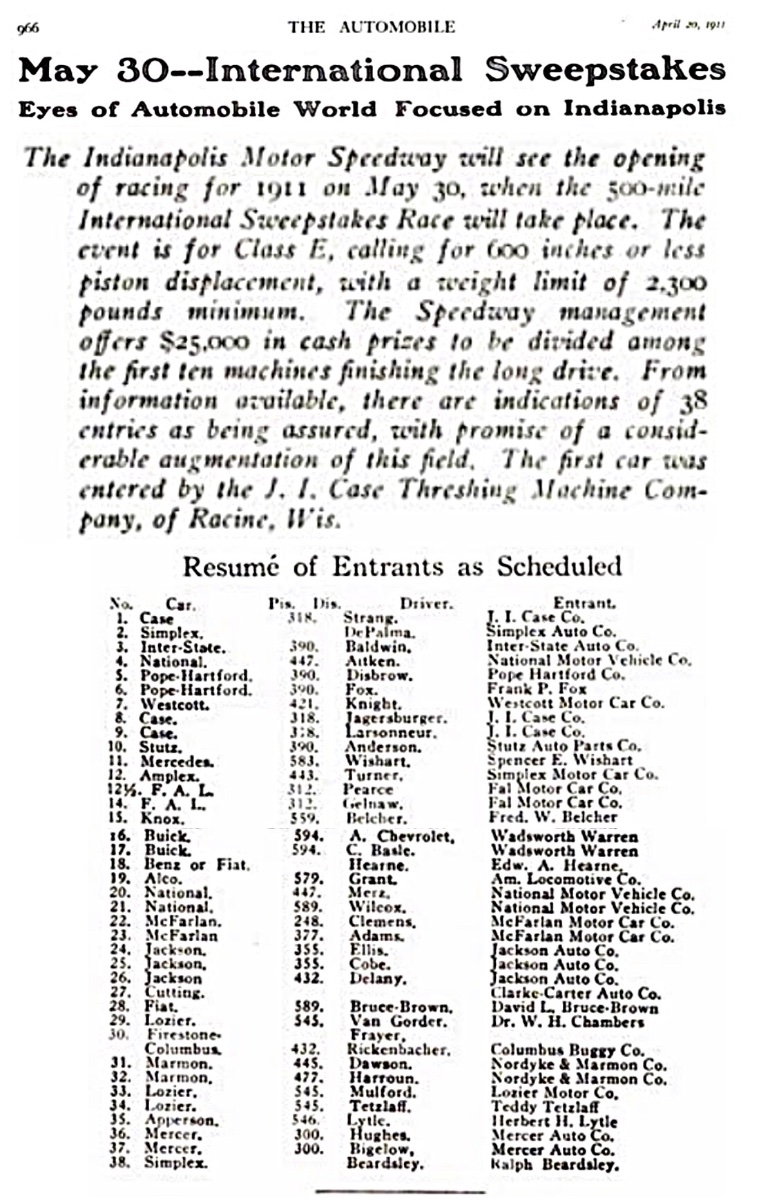 966 THE AUTOMOBILE April 20, 1911
May 30--International Sweepstakes
Eyes of Automobile World Focused on Indianapolis
The Indianapolis Motor Speedway will see the opening
of racing for 1911 on May 30, when the 500-mile
International Sweepstakes Race will take place. The
event is for Class E, calling for 600 inches or less
piston displacement, with a weight limit of 2,300
pounds minimum. The Speedway management
offers $25,000 in cash prizes to be divided among
the first ten machines finishing the long drive. From
information available, there are indications of 38
entries as being assured, with promise of a consid-
erable augmentation of this field. The first car was
entered by the J. I. Case Threshing Machine Com-
pany, of Racine, Wis.
Resumé of Entrants as Scheduled
No. Car. Pis. Dis. Driver. Entrant.
1. Case 318. Strang. J. I. Case Co.
2. Simplex. DePalma. Simplex Auto Co.
3. Inter-State. 390. Baldwin. Inter-State Auto Co.
4. National. 447. Aitken. National Motor Vehicle Co.
5. Pope-Hartford. 390. Disbrow. Pope Hartford Co.
6. Pope-Hartford. 390. Fox. Frank P. Fox
7. Westcott. 421. Knight. Westcott Motor Car Co.
8. Case. 318. Jagersburger. J. I. Case Co.
9. Case. 318. Larsonneur. J. I. Case Co.
10. Stutz. 390. Anderson. Stutz Auto Parts Co.
11. Mercedes. 583. Wishart. Spencer E. Wishart
12. Amplex. 443. Turner. Simplex Motor Car Co.
12½. F. A. L. 312. Pearce Fal Motor Car Co.
14. F. A. L. 312. Gelnaw. Fal Motor Car Co.
15. Knox. 559. Belcher. Fred. W. Belcher
16. Buick. 594. A. Chevrolet. Wadsworth Warren
17. Buick. 594. C. Basle. Wadsworth Warren
18. Benz or Fiat. Hearne. Edw. A. Hearne.
19. Alco. 579. Grant. Am. Locomotive Co.
20. National. 447. Merz. National Motor Vehicle Co.
21. National. 589. Wilcox. National Motor Vehicle Co.
22. McFarlan. 248. Clemens. McFarlan Motor Car Co.
23. McFarlan 377. Adams. McFarlan Motor Car Co.
24. Jackson. 355. Ellis. Jackson Auto Co.
25. Jackson. 355. Cobe. Jackson Auto Co.
26. Jackson 432. Delany. Jackson Auto Co.
27. Cutting. Clarke-Carter Auto Co.
28. Fiat. 589. Bruce-Brown. David L. Bruce-Brown
29. Lozier. 545. Van Gorder. Dr. W. H. Chambers
30. Firestone- Frayer.
Columbus. 432. Rickenbacher. Columbus Buggy Co.
31. Marmon. 445. Dawson. Nordyke & Marmon Co.
32. Marmon. 477. Harroun. Nordyke & Marmon Co.
33. Lozier. 545. Mulford. Lozier Motor Co.
34. Lozier. 545. Tetzlaff. Teddy Tetzlaff
35. Apperson. 546. Lytle. Herbert H. Lytle
36. Mercer. 300. Hughes. Mercer Auto Co.
37. Mercer. 300. Bigelow. Mercer Auto Co.
38. Simplex. Beardsley. Ralph Beardsley.